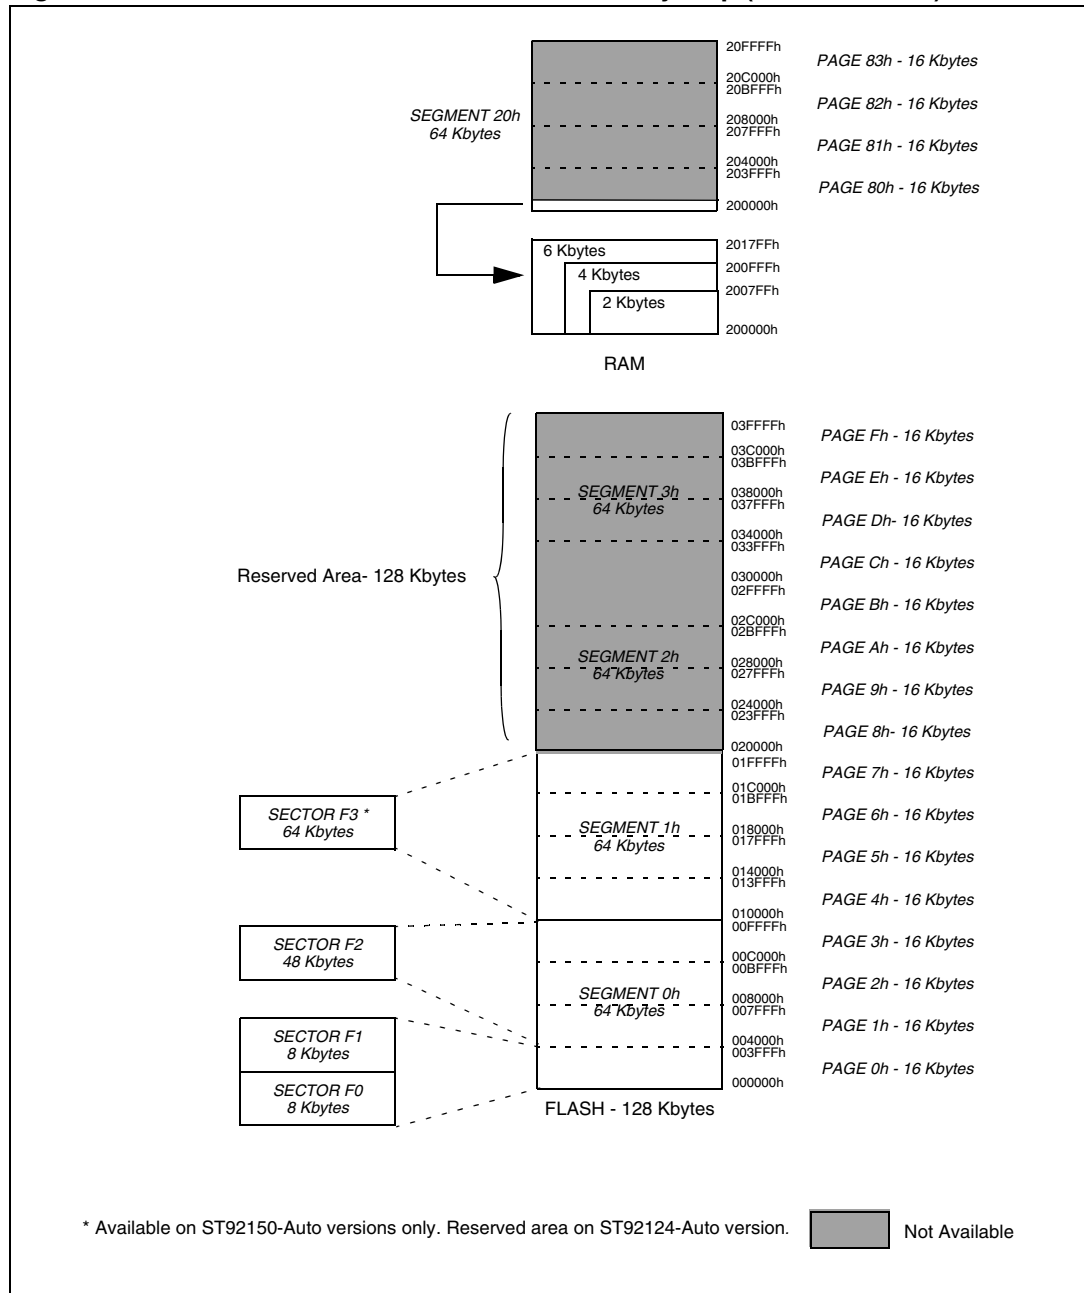 20FFFFh
PAGE 83h - 16 Kbytes
20C000h
20BFFFh
PAGE 82h - 16 Kbytes
SEGMENT 20h
64 Kbytes
208000h
207FFFh
PAGE 81h - 16 Kbytes
204000h
203FFFh
PAGE 80h - 16 Kbytes
200000h
6 Kbytes
2017FFh
4 Kbytes
200FFFh
2 Kbytes
2007FFh
200000h
RAM
03FFFFh
PAGE Fh - 16 Kbytes
03C000h
03BFFFh
PAGE Eh - 16 Kbytes
SEGMENT 3h
64 Kbytes
038000h
037FFFh
PAGE Dh- 16 Kbytes
034000h
033FFFh
PAGE Ch - 16 Kbytes
Reserved Area- 128 Kbytes
030000h
02FFFFh
PAGE Bh - 16 Kbytes
02C000h
02BFFFh
PAGE Ah - 16 Kbytes
SEGMENT 2h
64 Kbytes
028000h
027FFFh
PAGE 9h - 16 Kbytes
024000h
023FFFh
PAGE 8h- 16 Kbytes
020000h
01FFFFh
PAGE 7h - 16 Kbytes
01C000h
01BFFFh
PAGE 6h - 16 Kbytes
SECTOR F3 *
64 Kbytes
SEGMENT 1h
64 Kbytes
018000h
017FFFh
PAGE 5h - 16 Kbytes
014000h
013FFFh
PAGE 4h - 16 Kbytes
010000h
00FFFFh
PAGE 3h - 16 Kbytes
SECTOR F2
48 Kbytes
00C000h
00BFFFh
PAGE 2h - 16 Kbytes
SEGMENT 0h
64 Kbytes
008000h
007FFFh
PAGE 1h - 16 Kbytes
SECTOR F1
8 Kbytes
004000h
003FFFh
PAGE 0h - 16 Kbytes
SECTOR F0
8 Kbytes
000000h
FLASH - 128 Kbytes
* Available on ST92150-Auto versions only. Reserved area on ST92124-Auto version.
Not Available